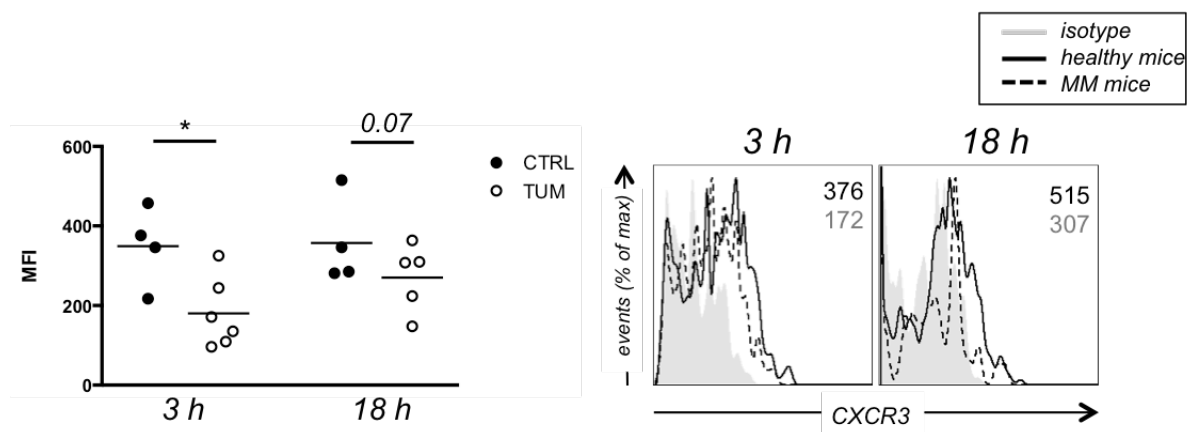 isotype
healthy mice
MM mice
* 0.07
600
400
200
0
MFI
CTRL
TUM
3 h 18 h
3 h 18 h
376
172
515
307
events (% of max)
CXCR3